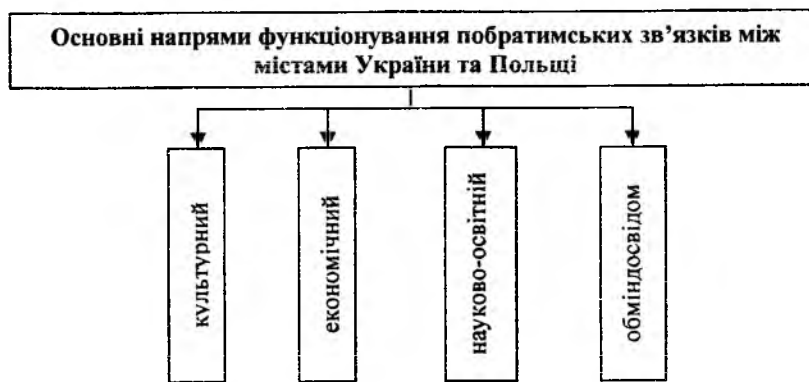 Основні напрями функціонування побратимських зв’язків між
містами України та Польщі
культурний
економічний
науково-освітній
обміндосвідом